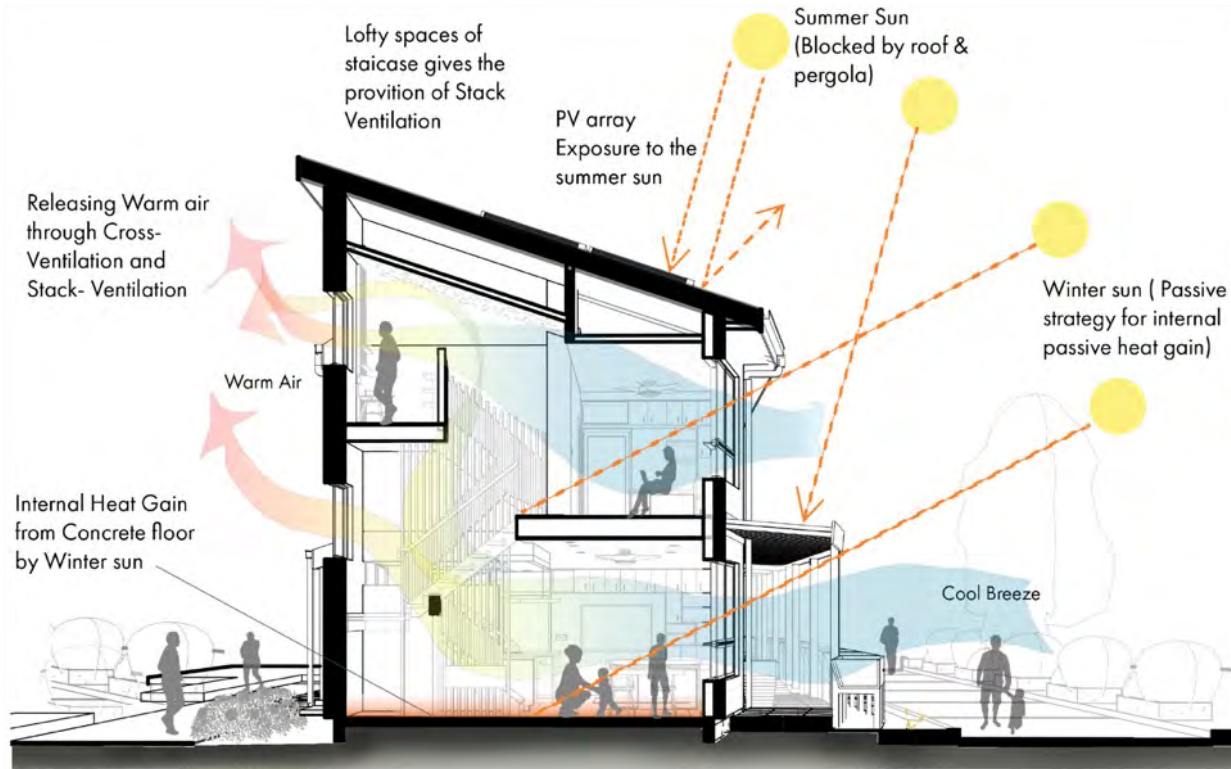 Lofty spaces of
staicase gives the
provition of Stack
Ventilation
Summer Sun
(Blocked by roof &
pergola)
PV array
Exposure to the
summer sun
Releasing Warm air
through Cross-
Ventilation and
Stack- Ventilation
Winter sun ( Passive
strategy for internal
passive heat gain)
Warm Air
Internal Heat Gain
from Concrete floor
by Winter sun
Cool Breeze